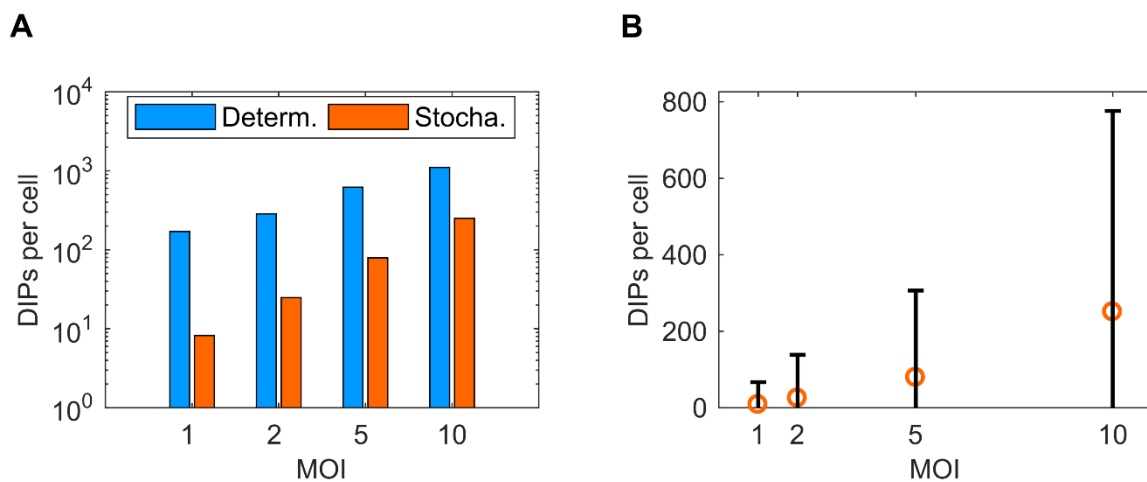 A
DIPs per cell
10^4
10^3
10^2
10^1
10^0
Determ. Stocha.
1 2 5 10
MOI
B
DIPs per cell
800
600
400
200
0
1 2 5 10
MOI